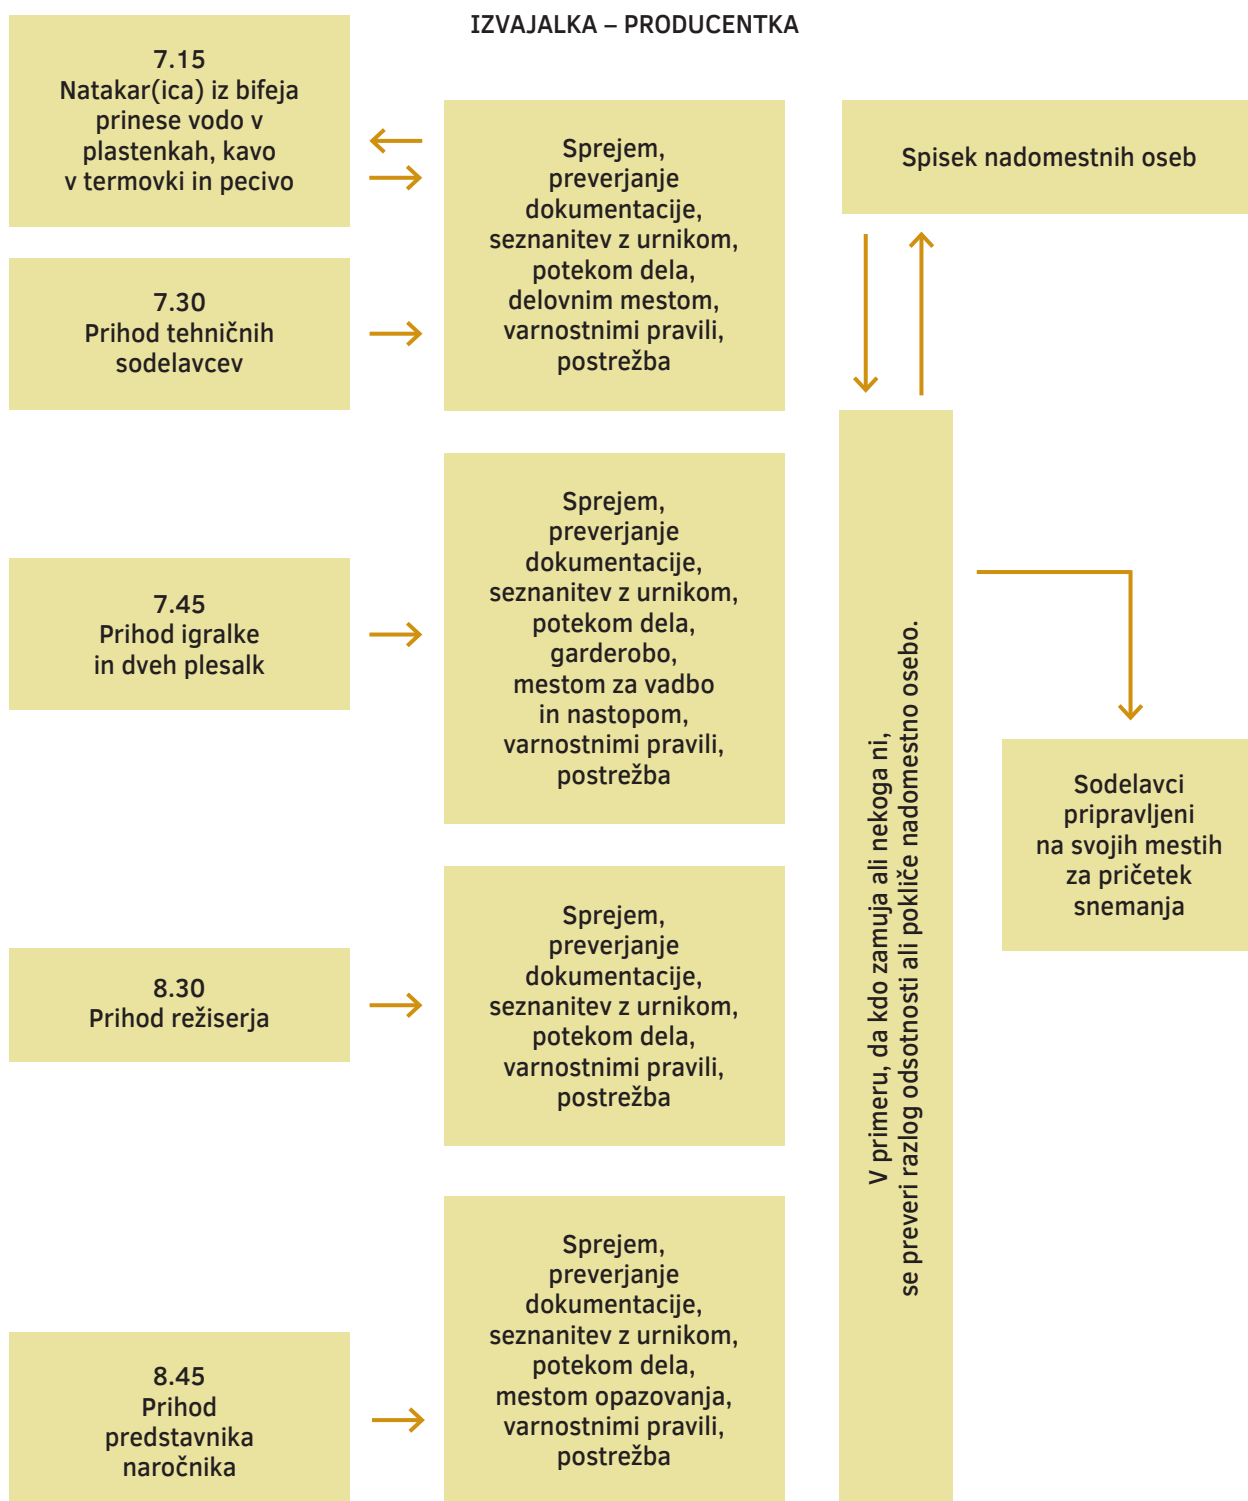 IZVAJALKA – PRODUCENTKA
7.15
Natakar(ica) iz bifeja
prinese vodo v
plastenkah, kavo
v termovki in pecivo
Sprejem,
preverjanje
dokumentacije,
seznanitev z urnikom,
potekom dela,
delovnim mestom,
varnostnimi pravili,
postrežba
Spisek nadomestnih oseb
7.30
Prihod tehničnih
sodelavcev
7.45
Prihod igralke
in dveh plesalk
Sprejem,
preverjanje
dokumentacije,
seznanitev z urnikom,
potekom dela,
garderobo,
mestom za vadbo
in nastopom,
varnostnimi pravili,
postrežba
V primeru, da kdo zamuja ali nekoga ni,
se preveri razlog odsotnosti ali pokliče nadomestno osebo.
Sodelavci
pripravljeni
na svojih mestih
za pričetek
snemanja
8.30
Prihod režiserja
Sprejem,
preverjanje
dokumentacije,
seznanitev z urnikom,
potekom dela,
varnostnimi pravili,
postrežba
8.45
Prihod
predstavnika
naročnika
Sprejem,
preverjanje
dokumentacije,
seznanitev z urnikom,
potekom dela,
mestom opazovanja,
varnostnimi pravili,
postrežba